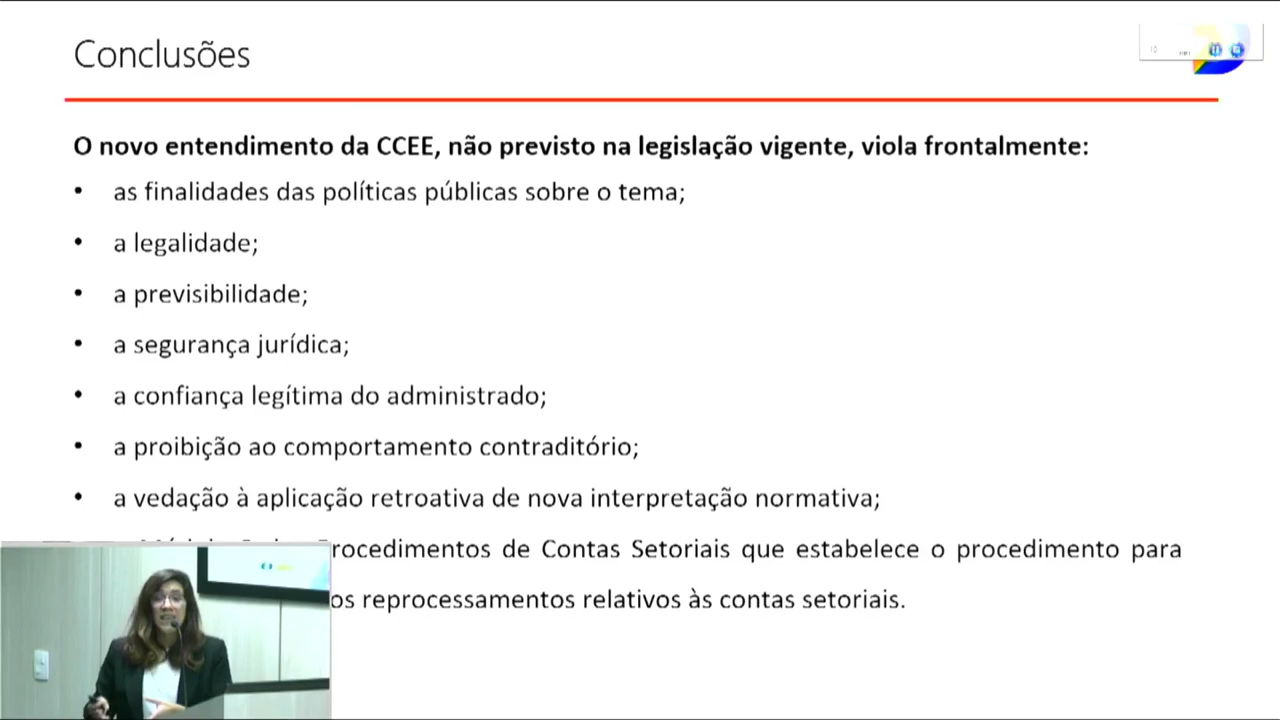 Conclusões
O novo entendimento da CCEE, não previsto na legislação vigente, viola frontalmente:
• as finalidades das políticas públicas sobre o tema;
• a legalidade;
• a previsibilidade;
• a segurança jurídica;
• a confiança legítima do administrado;
• a proibição ao comportamento contraditório;
• a vedação à aplicação retroativa de nova interpretação normativa;
Procedimentos de Contas Setoriais que estabelece o procedimento para
os reprocessamentos relativos às contas setoriais.